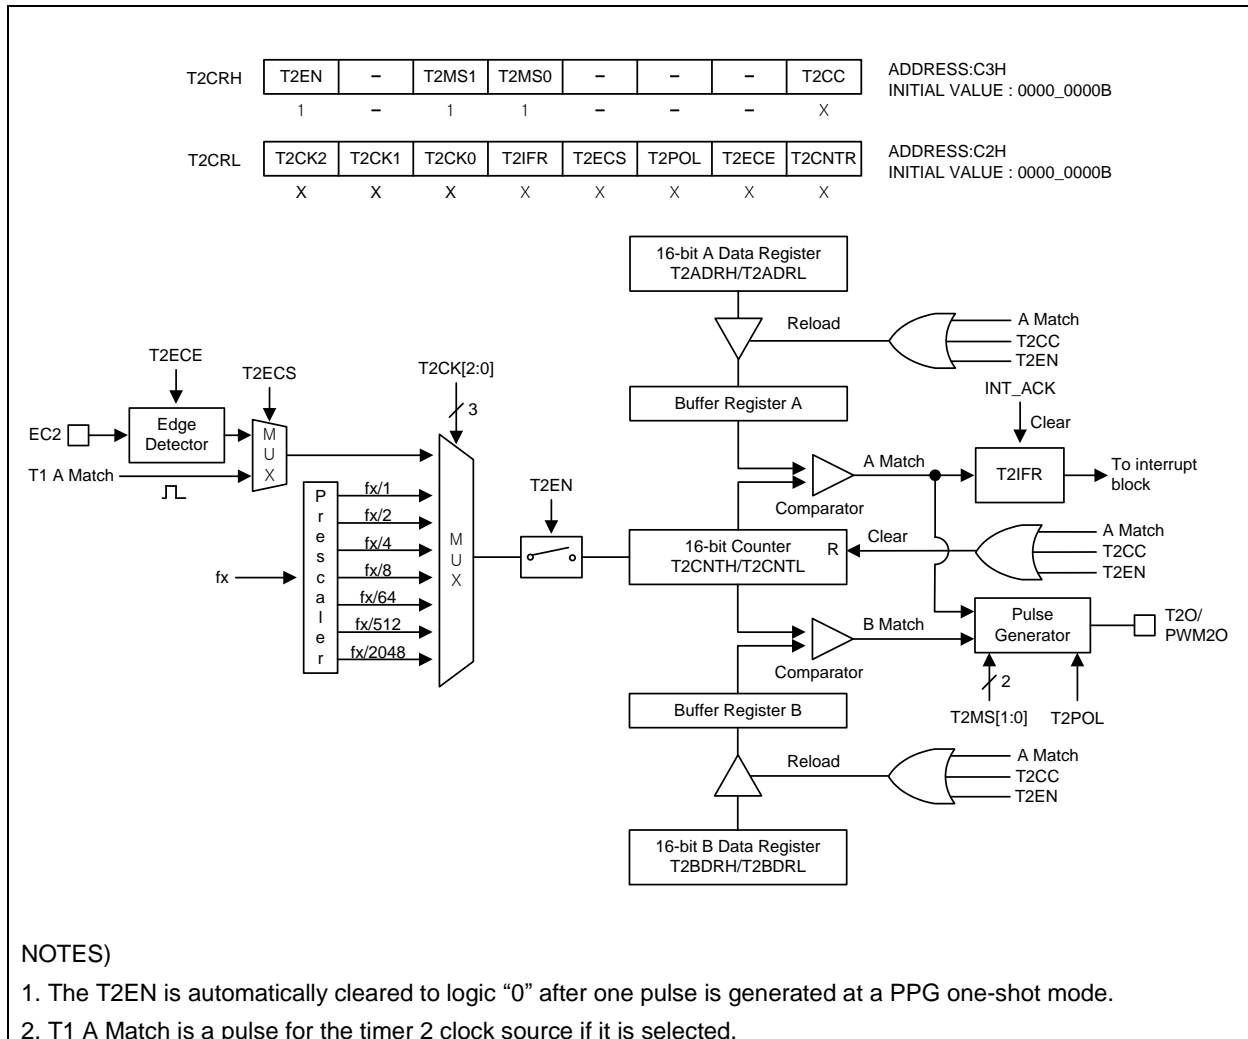 T2CRH T2EN – T2MS1 T2MS0 – – – T2CC ADDRESS:C3H
INITIAL VALUE : 0000_0000B
1 – 1 1 – – – X
T2CRL T2CK2 T2CK1 T2CK0 T2IFR T2ECS T2POL T2ECE T2CNTR ADDRESS:C2H
INITIAL VALUE : 0000_0000B
X X X X X X X X
16-bit A Data Register
T2ADRH/T2ADRL
Reload
A Match
T2CC
T2EN
T2ECE
T2ECS
T2CK[2:0]
3
Buffer Register A
INT_ACK
Clear
EC2
Edge
Detector
MUX
T1 A Match
A Match
Comparator
T2IFR
To interrupt
block
Prescaler
fx/1
fx/2
fx/4
fx/8
fx/64
fx/512
fx/2048
fx
MUX
T2EN
16-bit Counter
T2CNTH/T2CNTL
R
Clear
A Match
T2CC
T2EN
B Match
Comparator
Pulse
Generator
T2O/
PWM2O
2
T2MS[1:0]
T2POL
Buffer Register B
Reload
A Match
T2CC
T2EN
16-bit B Data Register
T2BDRH/T2BDRL
NOTES)
1. The T2EN is automatically cleared to logic “0” after one pulse is generated at a PPG one-shot mode.
2. T1 A Match is a pulse for the timer 2 clock source if it is selected.